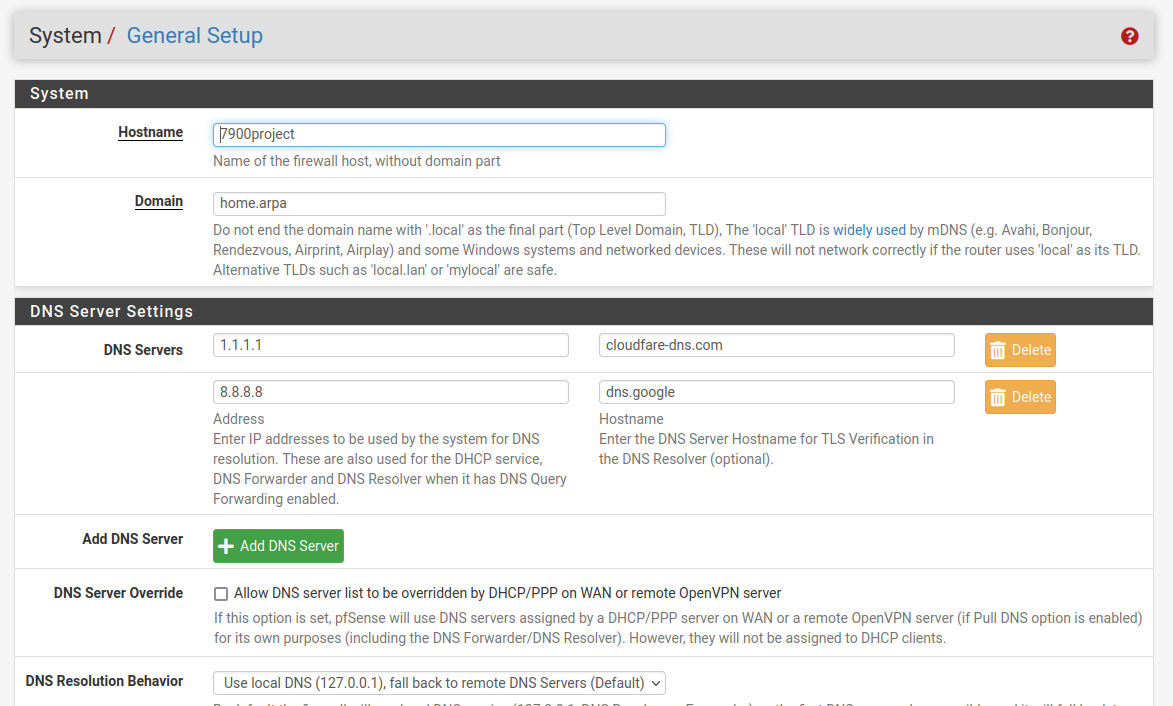 System / General Setup
System
Hostname
7900project
Name of the firewall host, without domain part
Domain
home.arpa
Do not end the domain name with '.local' as the final part (Top Level Domain, TLD), The 'local' TLD is widely used by mDNS (e.g. Avahi, Bonjour,
Rendezvous, Airprint, Airplay) and some Windows systems and networked devices. These will not network correctly if the router uses 'local' as its TLD.
Alternative TLDs such as 'local.lan' or 'mylocal' are safe.
DNS Server Settings
DNS Servers
1.1.1.1
cloudfare-dns.com
Delete
8.8.8.8
dns.google
Delete
Address
Enter IP addresses to be used by the system for DNS
resolution. These are also used for the DHCP service,
DNS Forwarder and DNS Resolver when it has DNS Query
Forwarding enabled.
Hostname
Enter the DNS Server Hostname for TLS Verification in
the DNS Resolver (optional).
Add DNS Server
Add DNS Server
DNS Server Override
Allow DNS server list to be overridden by DHCP/PPP on WAN or remote OpenVPN server
If this option is set, pfSense will use DNS servers assigned by a DHCP/PPP server on WAN or a remote OpenVPN server (if Pull DNS option is enabled)
for its own purposes (including the DNS Forwarder/DNS Resolver). However, they will not be assigned to DHCP clients.
DNS Resolution Behavior
Use local DNS (127.0.0.1), fall back to remote DNS Servers (Default)